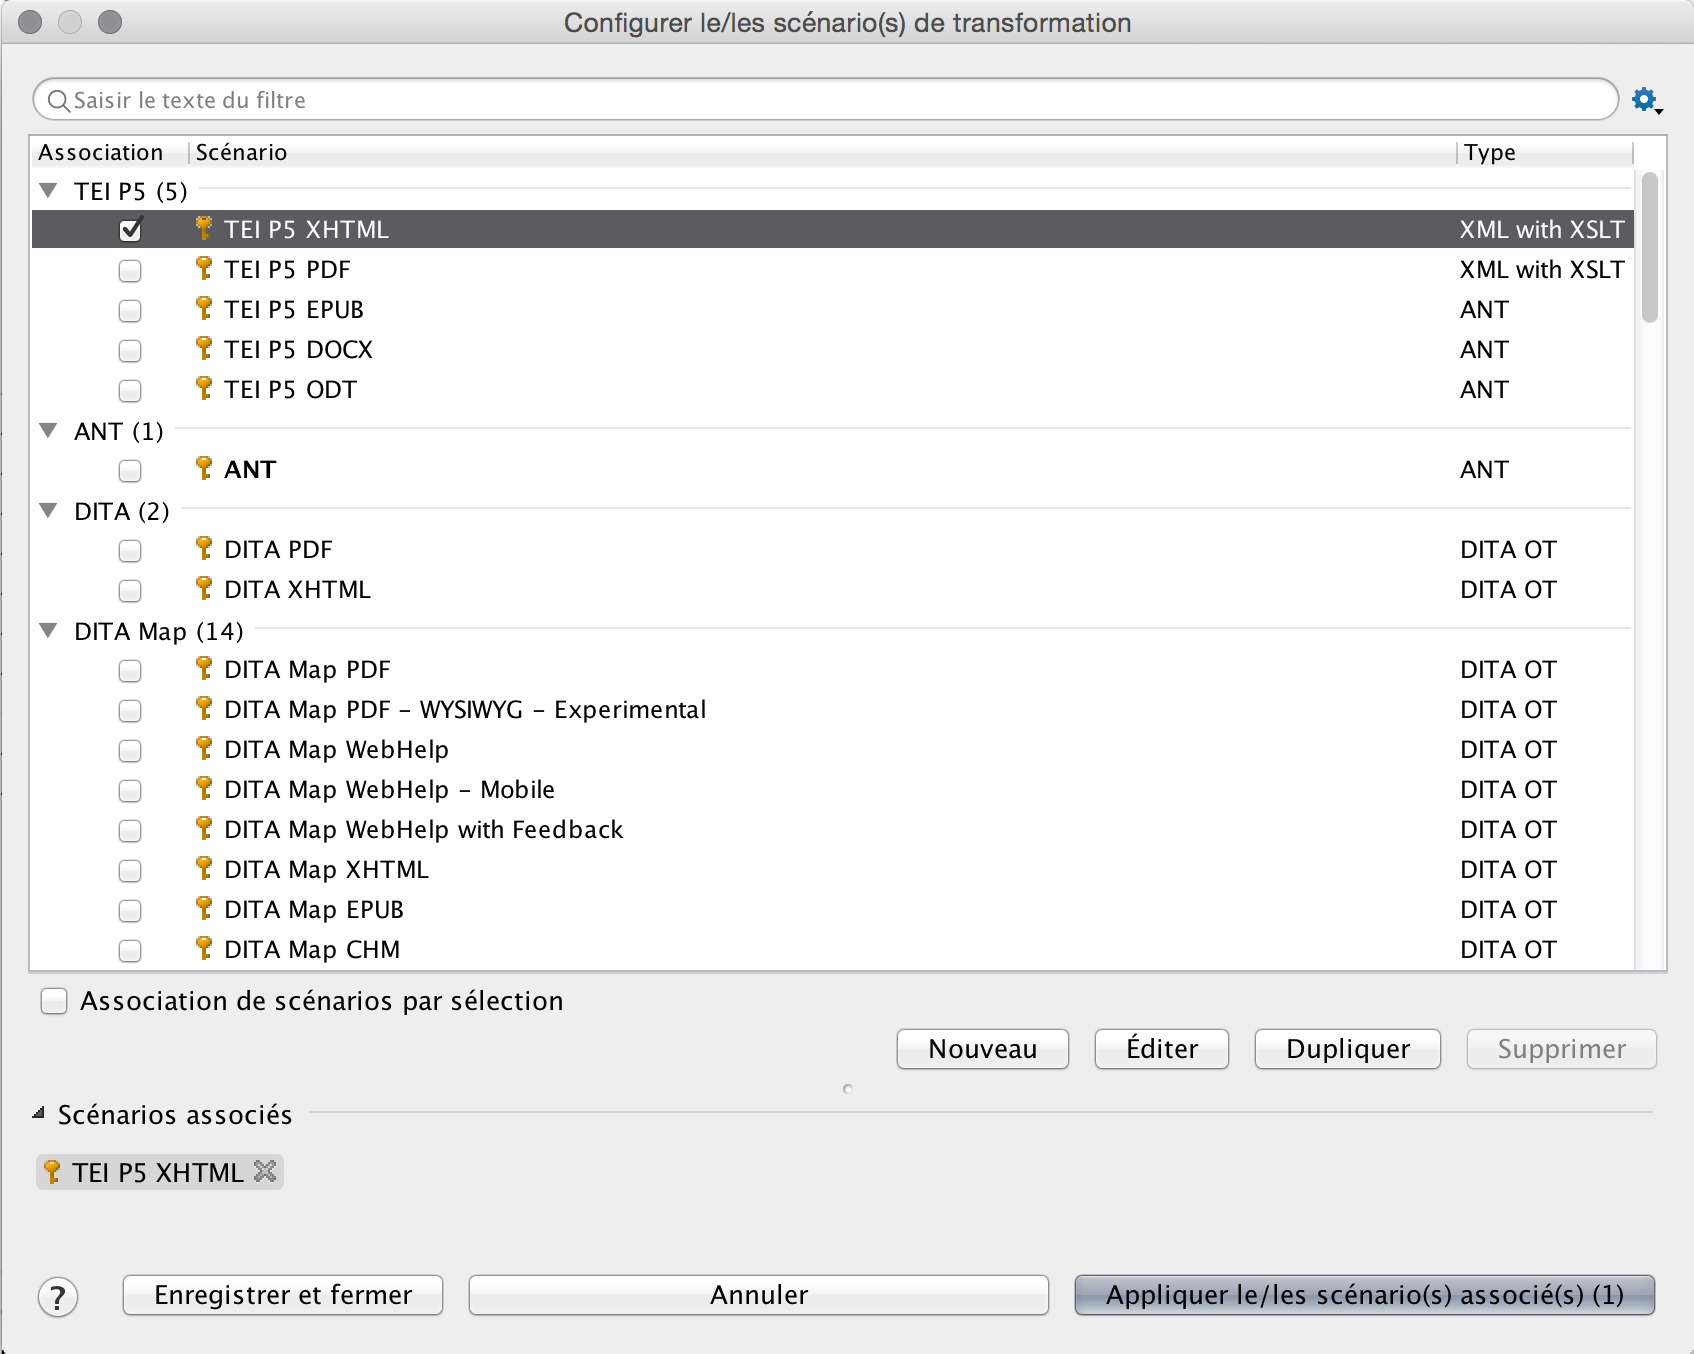 Configurer le/les scénario(s) de transformation
Saisir le texte du filtre
Association Scénario Type
TEI P5 (5)
TEI P5 XHTML XML with XSLT
TEI P5 PDF XML with XSLT
TEI P5 EPUB ANT
TEI P5 DOCX ANT
TEI P5 ODT ANT
ANT (1)
ANT ANT
DITA (2)
DITA PDF DITA OT
DITA XHTML DITA OT
DITA Map (14)
DITA Map PDF DITA OT
DITA Map PDF – WYSIWYG – Experimental DITA OT
DITA Map WebHelp DITA OT
DITA Map WebHelp – Mobile DITA OT
DITA Map WebHelp with Feedback DITA OT
DITA Map XHTML DITA OT
DITA Map EPUB DITA OT
DITA Map CHM DITA OT
Association de scénarios par sélection
Nouveau Éditer Dupliquer Supprimer
Scénarios associés
TEI P5 XHTML
? Enregistrer et fermer Annuler Appliquer le/les scénario(s) associé(s) (1)